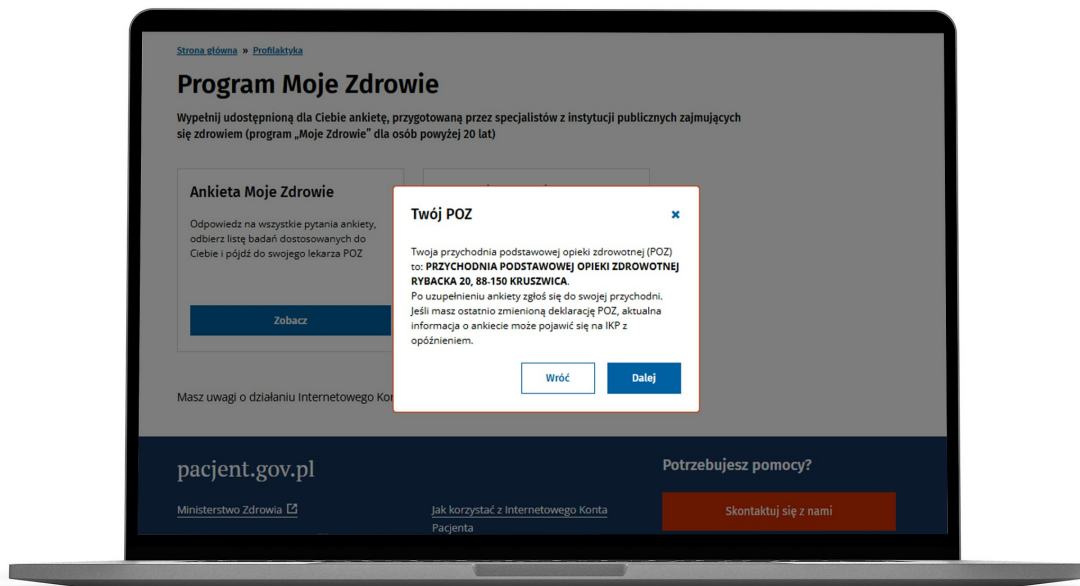 Strona główna » Profilaktyka
Program Moje Zdrowie
Wypełnij udostępnioną dla Ciebie ankietę, przygotowaną przez specjalistów z instytucji publicznych zajmujących
się zdrowiem (program „Moje Zdrowie” dla osób powyżej 20 lat)
Ankieta Moje Zdrowie
Odpowiedz na wszystkie pytania ankiety,
odbierz listę badań dostosowanych do
Ciebie i pójdź do swojego lekarza POZ
Zobacz
Twój POZ
Twoja przychodnia podstawowej opieki zdrowotnej (POZ)
to: PRZYCHODNIA PODSTAWOWEJ OPIEKI ZDROWOTNEJ
RYBACKA 20, 88-150 KRUSZWICA.
Po uzupełnieniu ankiety zgłoś się do swojej przychodni.
Jeśli masz ostatnio zmienioną deklarację POZ, aktualna
informacja o ankiecie może pojawić się na IKP z
opóźnieniem.
Wróć
Dalej
Masz uwagi o działaniu Internetowego Kon
pacjent.gov.pl
Ministerstwo Zdrowia
Jak korzystać z Internetowego Konta
Pacjenta
Potrzebujesz pomocy?
Skontaktuj się z nami